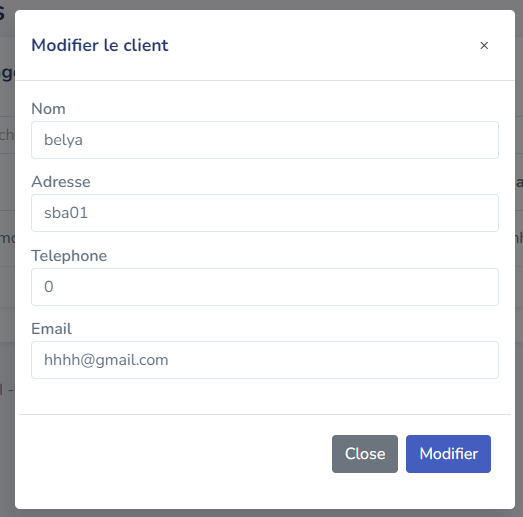 Modifier le client
×
Nom
belya
Adresse
sba01
Telephone
0
Email
hhhh@gmail.com
Close
Modifier